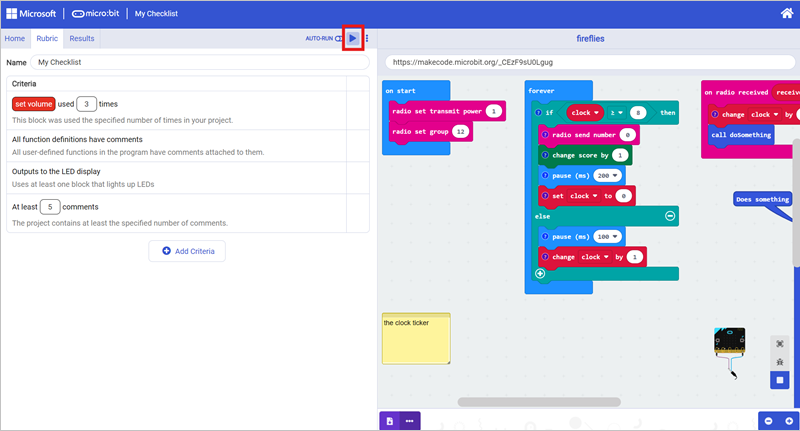 Microsoft micro:bit My Checklist
Home Rubric Results AUTO-RUN
Name My Checklist
Criteria
set volume used 3 times
This block was used the specified number of times in your project.
All function definitions have comments
All user-defined functions in the program have comments attached to them.
Outputs to the LED display
Uses at least one block that lights up LEDs
At least 5 comments
The project contains at least the specified number of comments.
Add Criteria
fireflies
https://makecode.microbit.org/_CEzF9sU0Lgug
on start
radio set transmit power 1
radio set group 12
the clock ticker
forever
if clock ≥ 8 then
radio send number 0
change score by 1
pause (ms) 200
set clock to 0
else
pause (ms) 100
change clock by 1
on radio received
change clock by
call doSomething
Does something